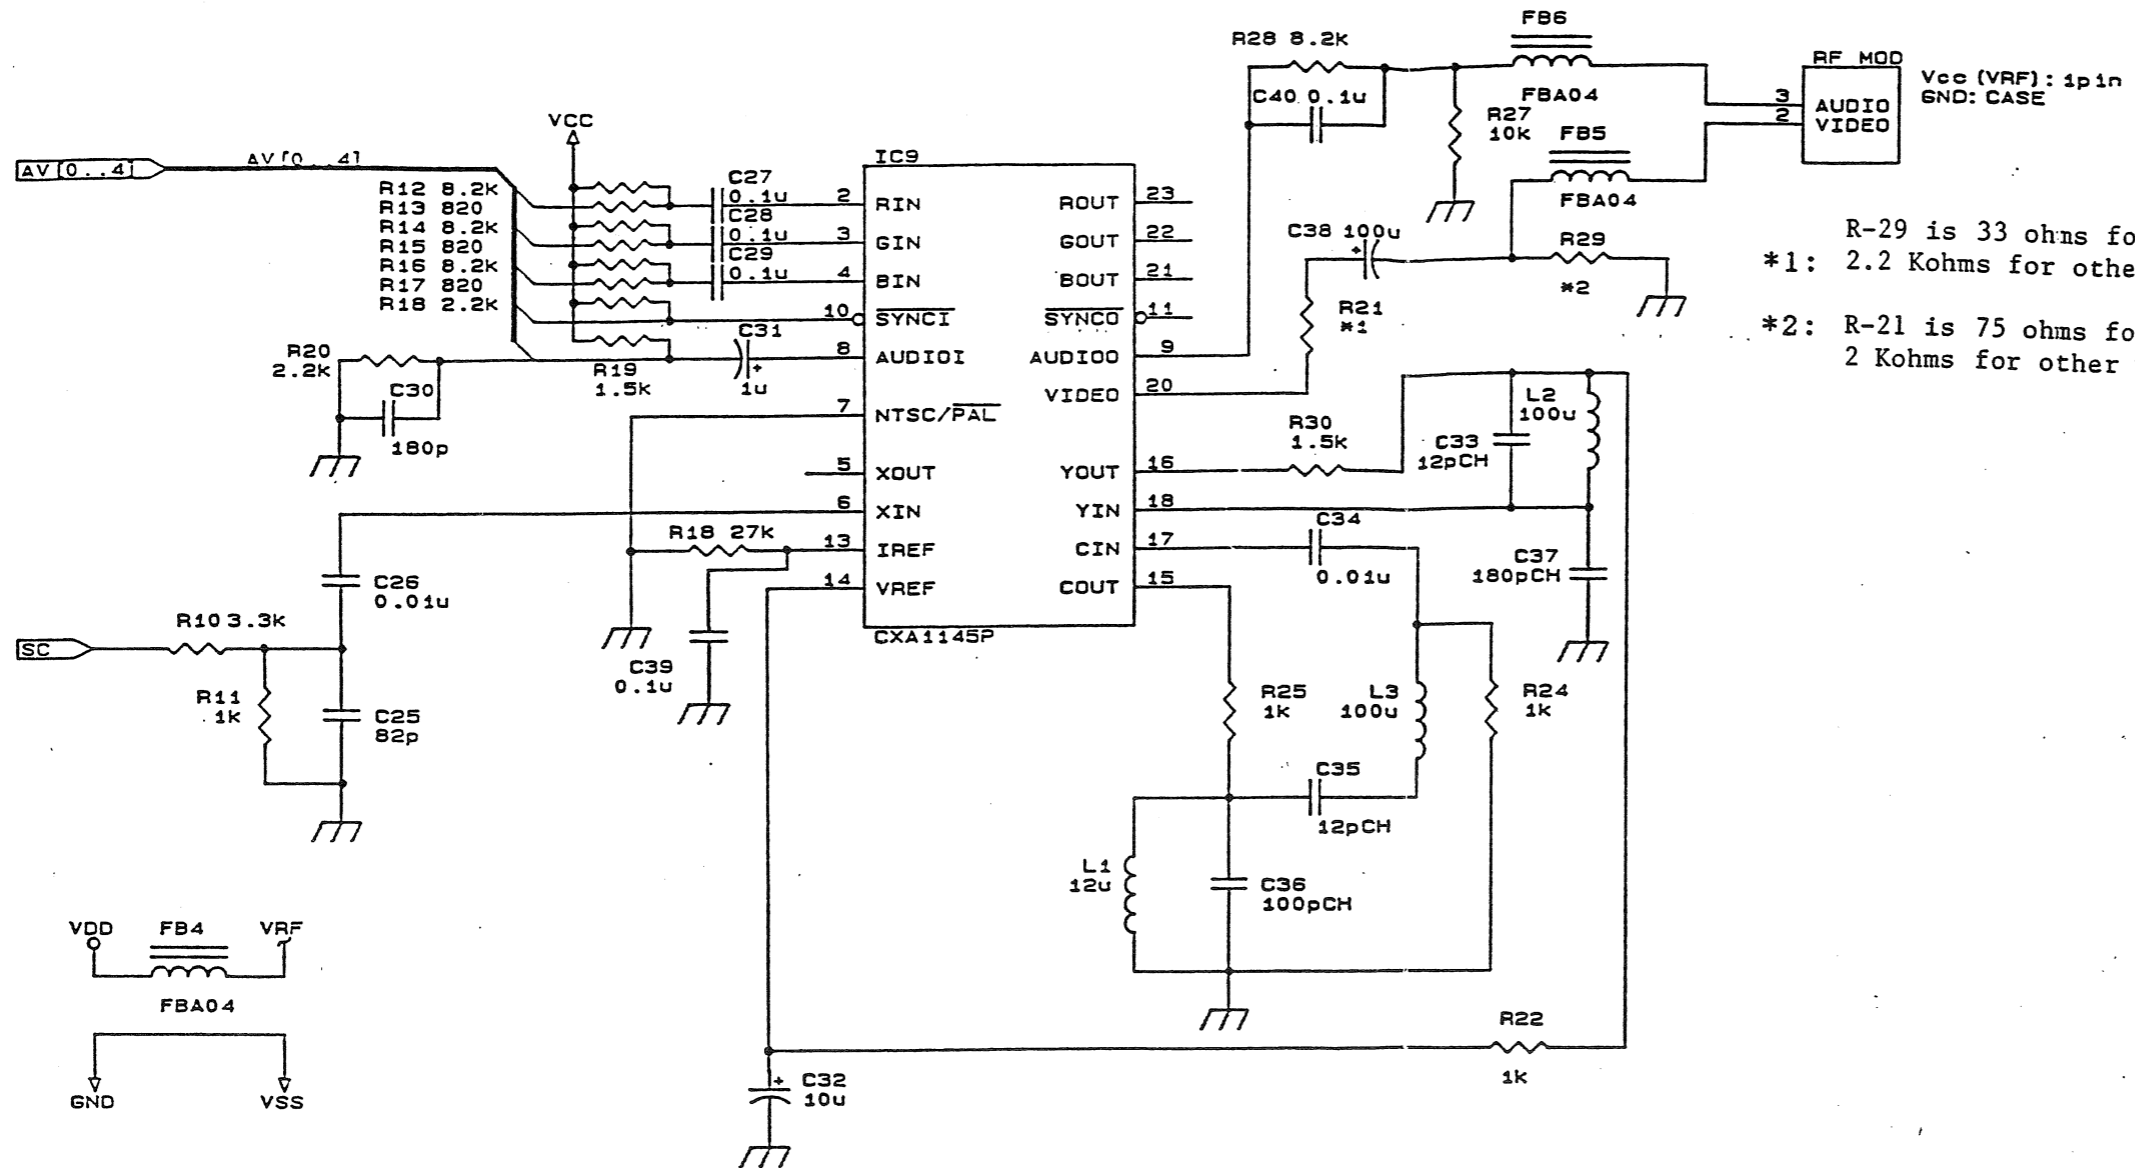 FB6
R28 8.2k
RF MOD
Vcc (VRF): 1pin
GND: CASE
C40 0.1u
FBA04
3 AUDIO
2 VIDEO
R27
10k
FB5
FBA04
VCC
AV[0..4]
AV[0..4]
IC9
R12 8.2k
R13 820
R14 8.2k
R15 820
R16 8.2k
R17 820
R18 2.2k
C27
0.1u
C28
0.1u
C29
0.1u
2 RIN
3 GIN
4 BIN
10 SYNCI
8 AUDIOI
7 NTSC/PAL
5 XOUT
6 XIN
13 IREF
14 VREF
ROUT 23
GOUT 22
BOUT 21
SYNCO 11
AUDIOO 9
VIDEO 20
YOUT 16
YIN 18
CIN 17
COUT 15
CXA1145P
C38 100u
R29
*2
R21
*1
R-29 is 33 ohms fo
*1: 2.2 Kohms for othe
*2: R-21 is 75 ohms fo
2 Kohms for other
C31
1u
R20
2.2k
R19
1.5k
C30
180p
R30
1.5k
C33
12pCH
L2
100u
C34
0.01u
C37
180pCH
R18 27k
C26
0.01u
R10 3.3k
SC
C39
0.1u
R11
1k
C25
82p
R25
1k
L3
100u
R24
1k
C35
12pCH
L1
12u
C36
100pCH
VDD
FB4
VRF
FBA04
GND
VSS
R22
1k
C32
10u